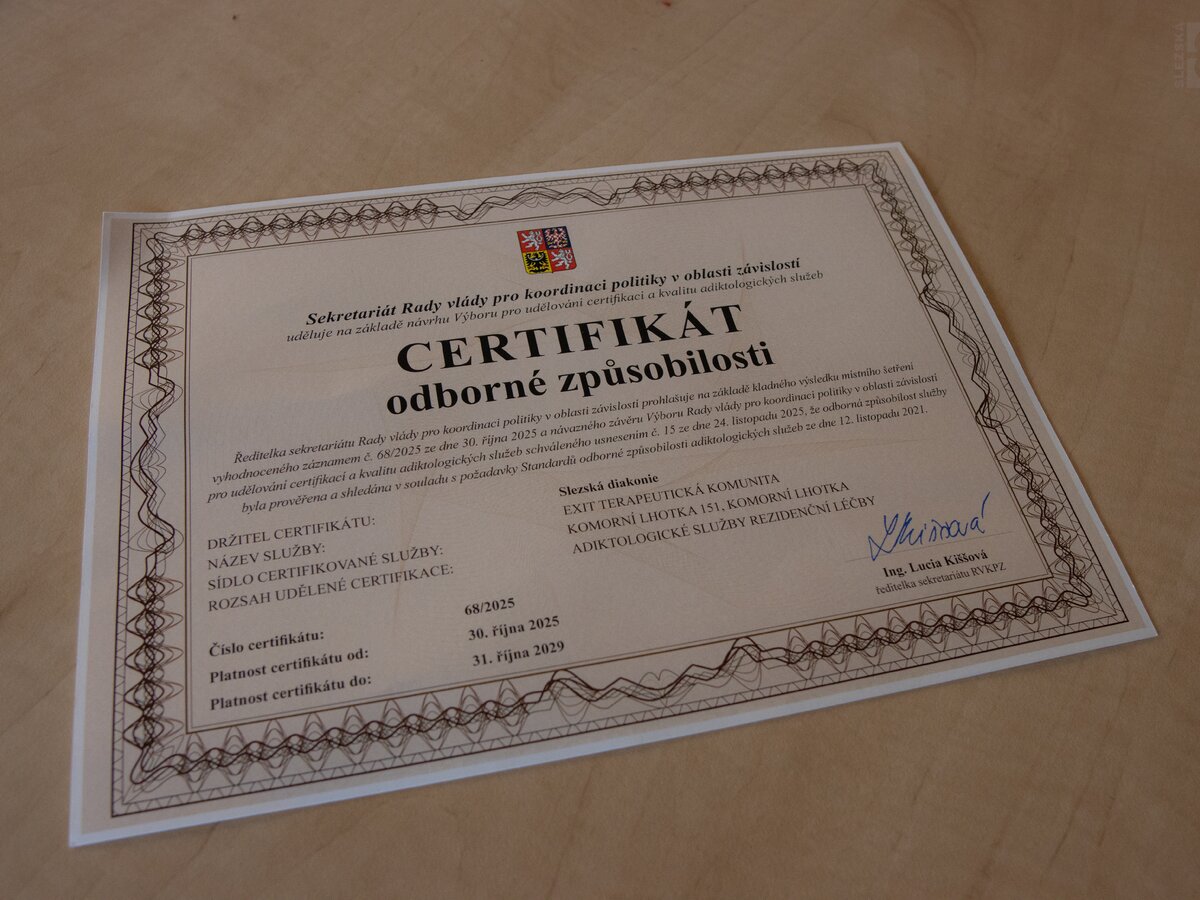 Sekretariát Rady vlády pro koordinaci politiky v oblasti závislostí
uděluje na základě návrhu Výboru pro udělování certifikací a kvalitu adiktologických služeb
CERTIFIKÁT
odborné způsobilosti
Ředitelka sekretariátu Rady vlády pro koordinaci politiky v oblasti závislostí prohlašuje na základě kladného výsledku místního šetření
vyhodnoceného záznamem č. 68/2025 ze dne 30. října 2025 a návazného závěru Výboru Rady vlády pro koordinaci politiky v oblasti závislostí
pro udělování certifikací a kvalitu adiktologických služeb schváleného usnesením č. 15 ze dne 24. listopadu 2025, že odborná způsobilost služby
byla prověřena a shledána v souladu s požadavky Standardů odborné způsobilosti adiktologických služeb ze dne 12. listopadu 2021.
DRŽITEL CERTIFIKÁTU: Slezská diakonie
NÁZEV SLUŽBY: EXIT TERAPEUTICKÁ KOMUNITA
SÍDLO CERTIFIKOVANÉ SLUŽBY: KOMORNÍ LHOTKA 151, KOMORNÍ LHOTKA
ROZSAH UDĚLENÉ CERTIFIKACE: ADIKTOLOGICKÉ SLUŽBY REZIDENČNÍ LÉČBY
Číslo certifikátu: 68/2025
Platnost certifikátu od: 30. října 2025
Platnost certifikátu do: 31. října 2029
LKiššová
Ing. Lucia Kiššová
ředitelka sekretariátu RVKPZ
SLEZSKÁ